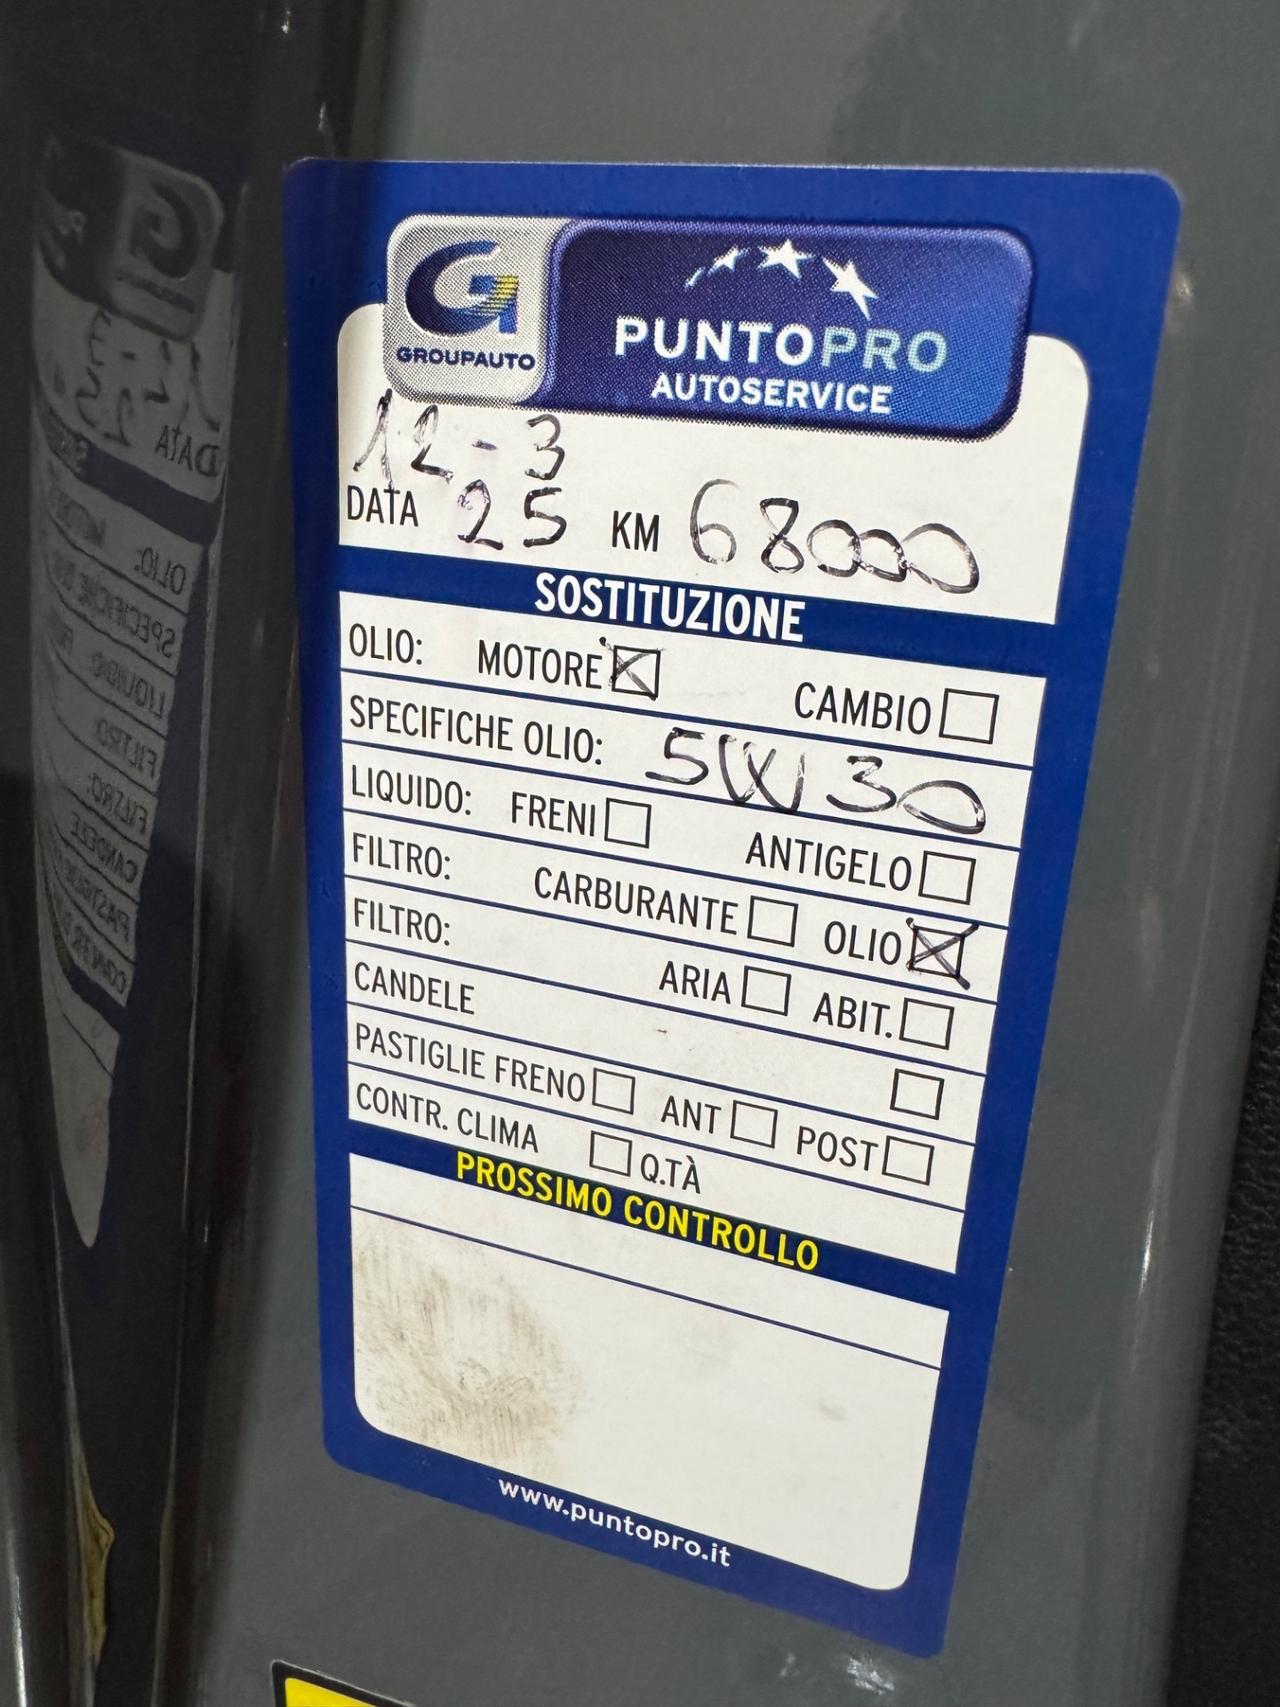 GROUPAUTO
PUNTOPRO
AUTOSERVICE
12-3
DATA 25 KM 68000
SOSTITUZIONE
OLIO: MOTORE CAMBIO
SPECIFICHE OLIO: 5W30
LIQUIDO: FRENI ANTIGELO
FILTRO: CARBURANTE OLIO
FILTRO: ARIA ABIT.
CANDELE
PASTIGLIE FRENO ANT POST
CONTR. CLIMA Q.TÀ
PROSSIMO CONTROLLO
www.puntopro.it